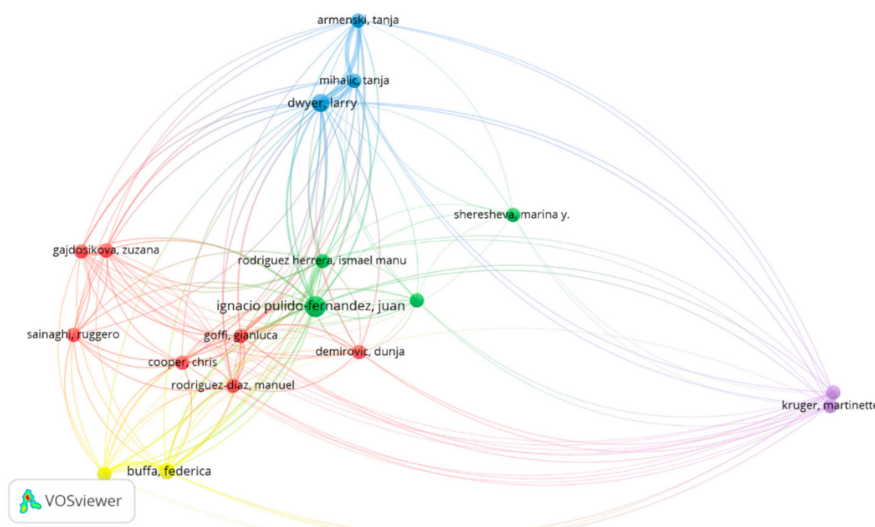 armenski, tanja
mihalic, tanja
dwyer, larry
sheresheva, marina y.
gajdosikova, zuzana
rodriguez herrera, ismael manu
ignacio pulido-fernandez, juan
sainaghi, ruggero
goffi, gianluca
demirovic, dunja
cooper, chris
rodriguez-diaz, manuel
kruger, martinette
buffa, federica
VOSviewer